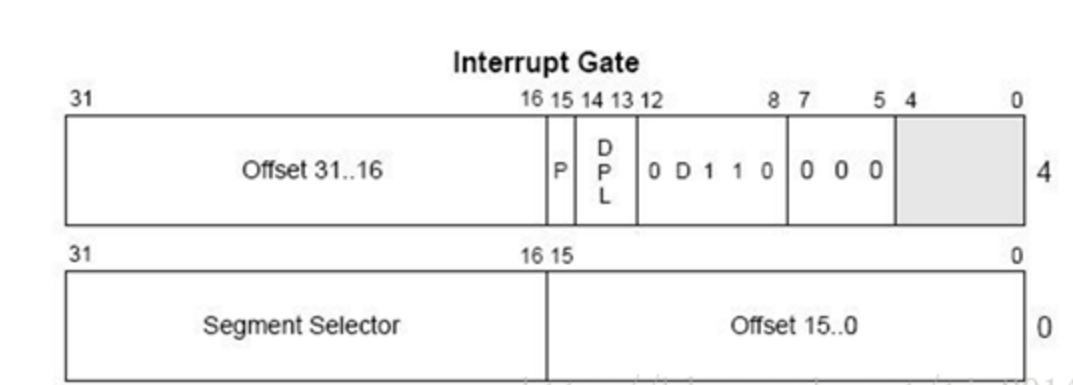 Interrupt Gate
31 16 15 14 13 12 8 7 5 4 0
Offset 31..16 P DPL 0 D 1 1 0 0 0 0 4
31 16 15 0
Segment Selector Offset 15..0 0